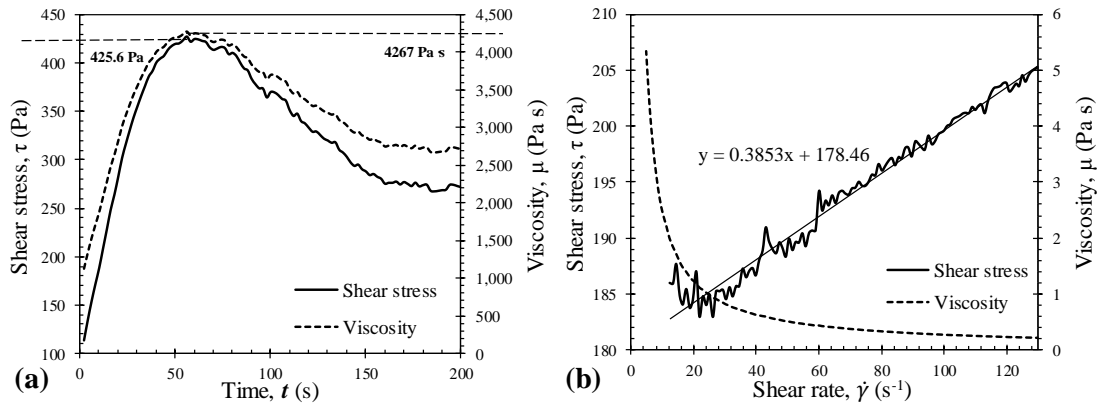 450
400
350
300
250
200
150
100
Shear stress, τ (Pa)
4,500
4,000
3,500
3,000
2,500
2,000
1,500
1,000
500
0
Viscosity, μ (Pa s)
425.6 Pa
4267 Pa s
Shear stress
Viscosity
0 50 100 150 200
Time, t (s)
(a)
210
205
200
195
190
185
180
Shear stress, τ (Pa)
6
5
4
3
2
1
0
Viscosity, μ (Pa s)
y = 0.3853x + 178.46
Shear stress
Viscosity
0 20 40 60 80 100 120
Shear rate, γ̇ (s⁻¹)
(b)